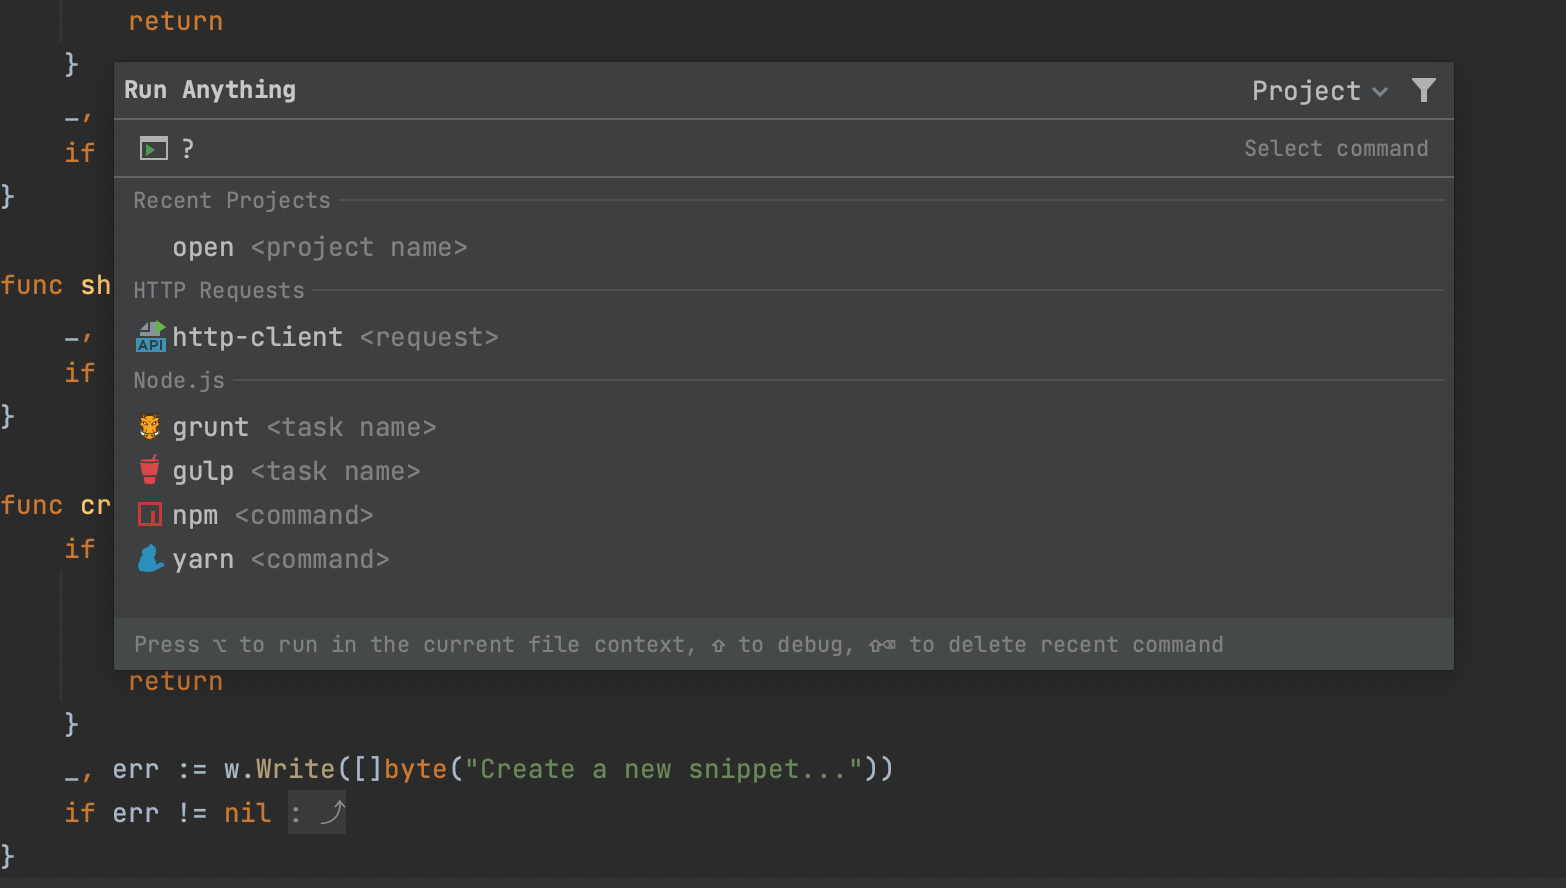 return
}
Run Anything Project
_,
? Select command
if
Recent Projects
}
open <project name>
func sh
HTTP Requests
_,
API http-client <request>
if
Node.js
}
grunt <task name>
gulp <task name>
func cr
npm <command>
if
yarn <command>
Press ⌥ to run in the current file context, ⇧ to debug, ⇧⌫ to delete recent command
return
}
_, err := w.Write([]byte("Create a new snippet..."))
if err != nil : ⤴
}